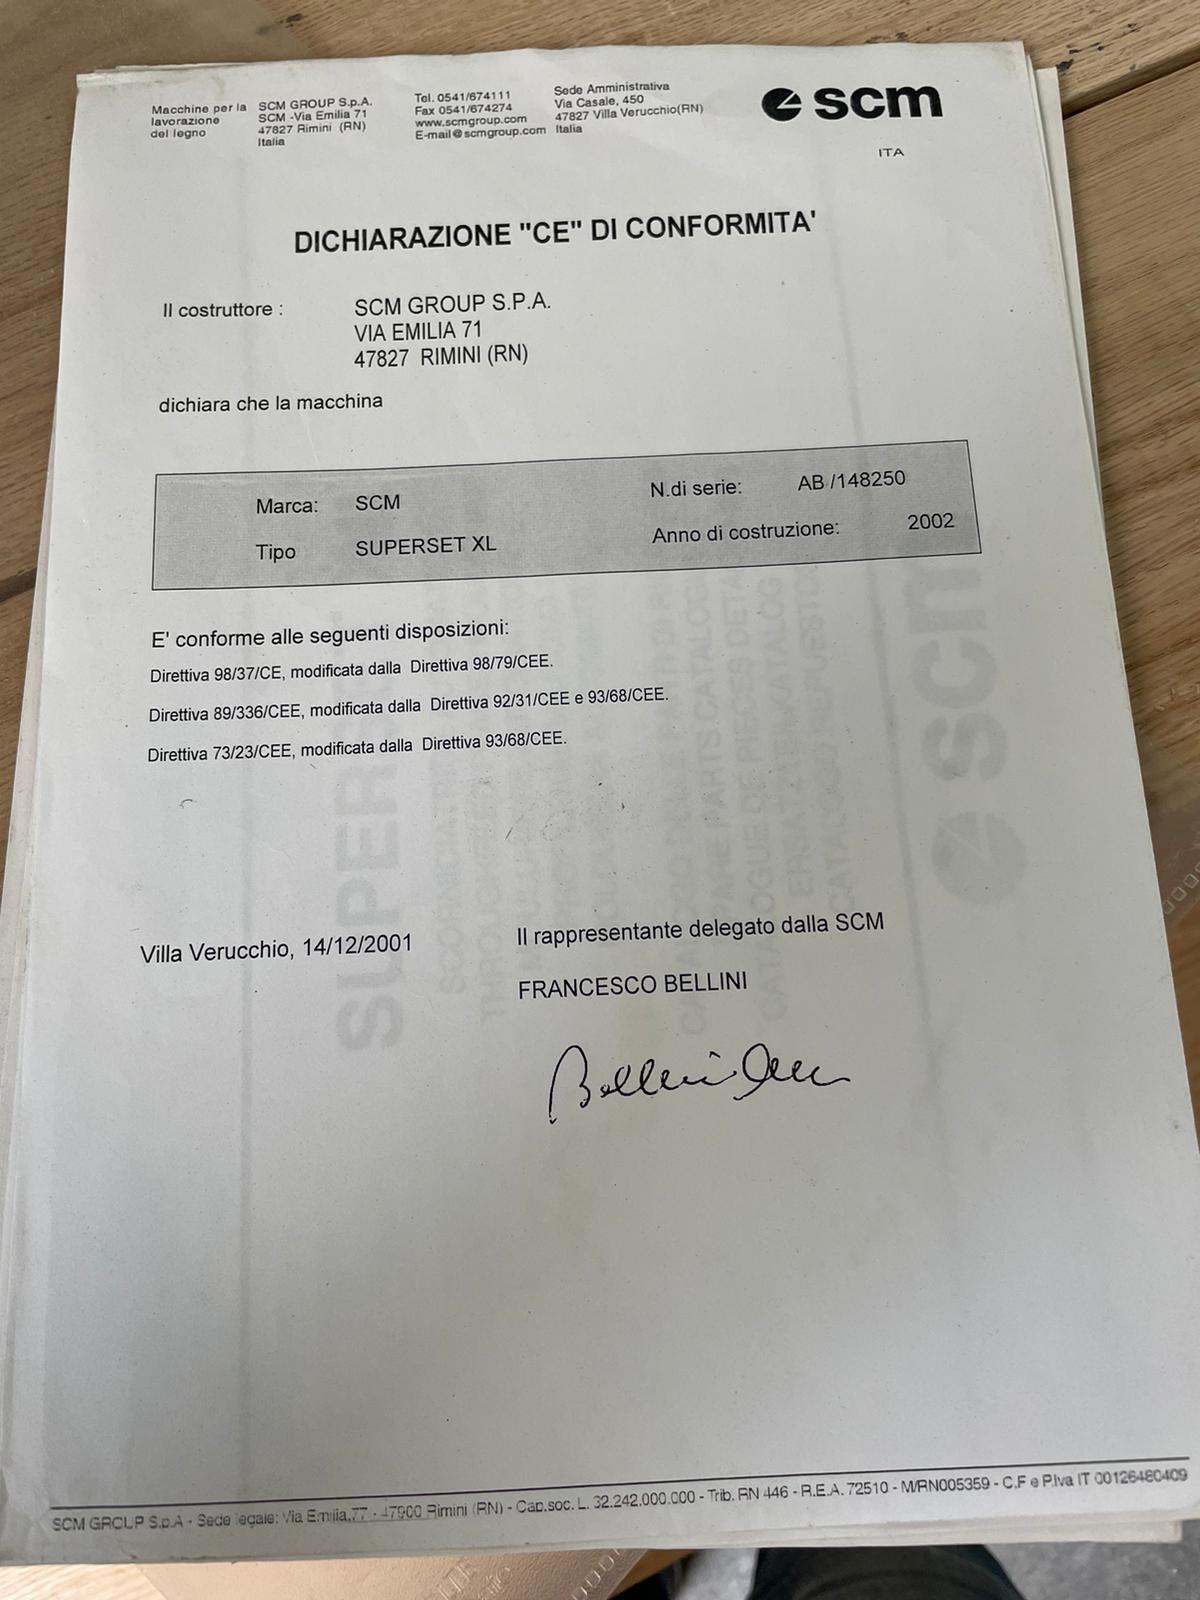 Macchine per la
lavorazione
del legno
SCM GROUP S.p.A.
SCM -Via Emilia 71
47827 Rimini (RN)
Italia
Tel. 0541/674111
Fax 0541/674274
www.scmgroup.com
E-mail@scmgroup.com
Sede Amministrativa
Via Casale, 450
47827 Villa Verucchio(RN)
Italia
scm
ITA
DICHIARAZIONE "CE" DI CONFORMITA'
Il costruttore : SCM GROUP S.P.A.
VIA EMILIA 71
47827 RIMINI (RN)
dichiara che la macchina
Marca: SCM N.di serie: AB /148250
Tipo SUPERSET XL Anno di costruzione: 2002
E' conforme alle seguenti disposizioni:
Direttiva 98/37/CE, modificata dalla Direttiva 98/79/CEE.
Direttiva 89/336/CEE, modificata dalla Direttiva 92/31/CEE e 93/68/CEE.
Direttiva 73/23/CEE, modificata dalla Direttiva 93/68/CEE.
Villa Verucchio, 14/12/2001 Il rappresentante delegato dalla SCM
FRANCESCO BELLINI
SCM GROUP S.p.A - Sede legale: Via Emilia,77 - 47900 Rimini (RN) - Cap.soc. L. 32.242.000.000 - Trib. RN 446 - R.E.A. 72510 - M/RN005359 - C.F e P.Iva IT 00126480409